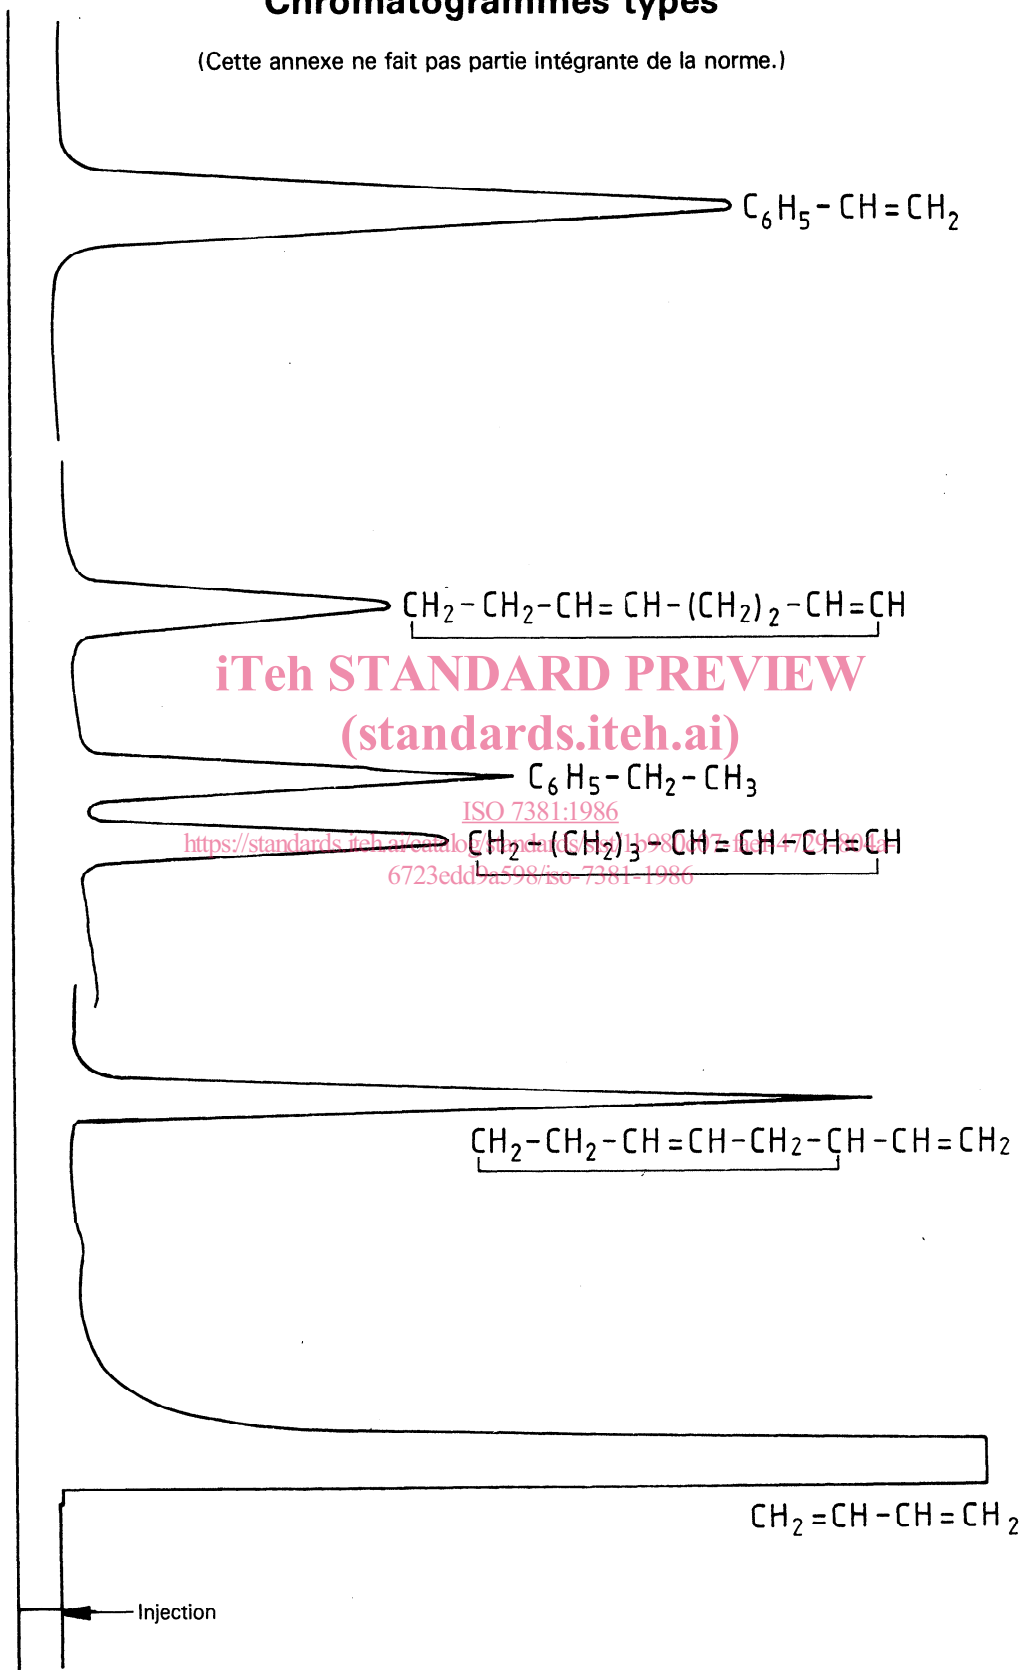 Chromatogrammes types
(Cette annexe ne fait pas partie intégrante de la norme.)
C6H5-CH=CH2
CH2-CH2-CH=CH-(CH2)2-CH=CH
iTeh STANDARD PREVIEW
(standards.iteh.ai)
C6H5-CH2-CH3
ISO 7381:1986
CH2-(CH2)3-CH=CH-CH=CH
6723edd9a598/iso-7381-1986
CH2-CH2-CH=CH-CH2-CH-CH=CH2
CH2=CH-CH=CH2
Injection